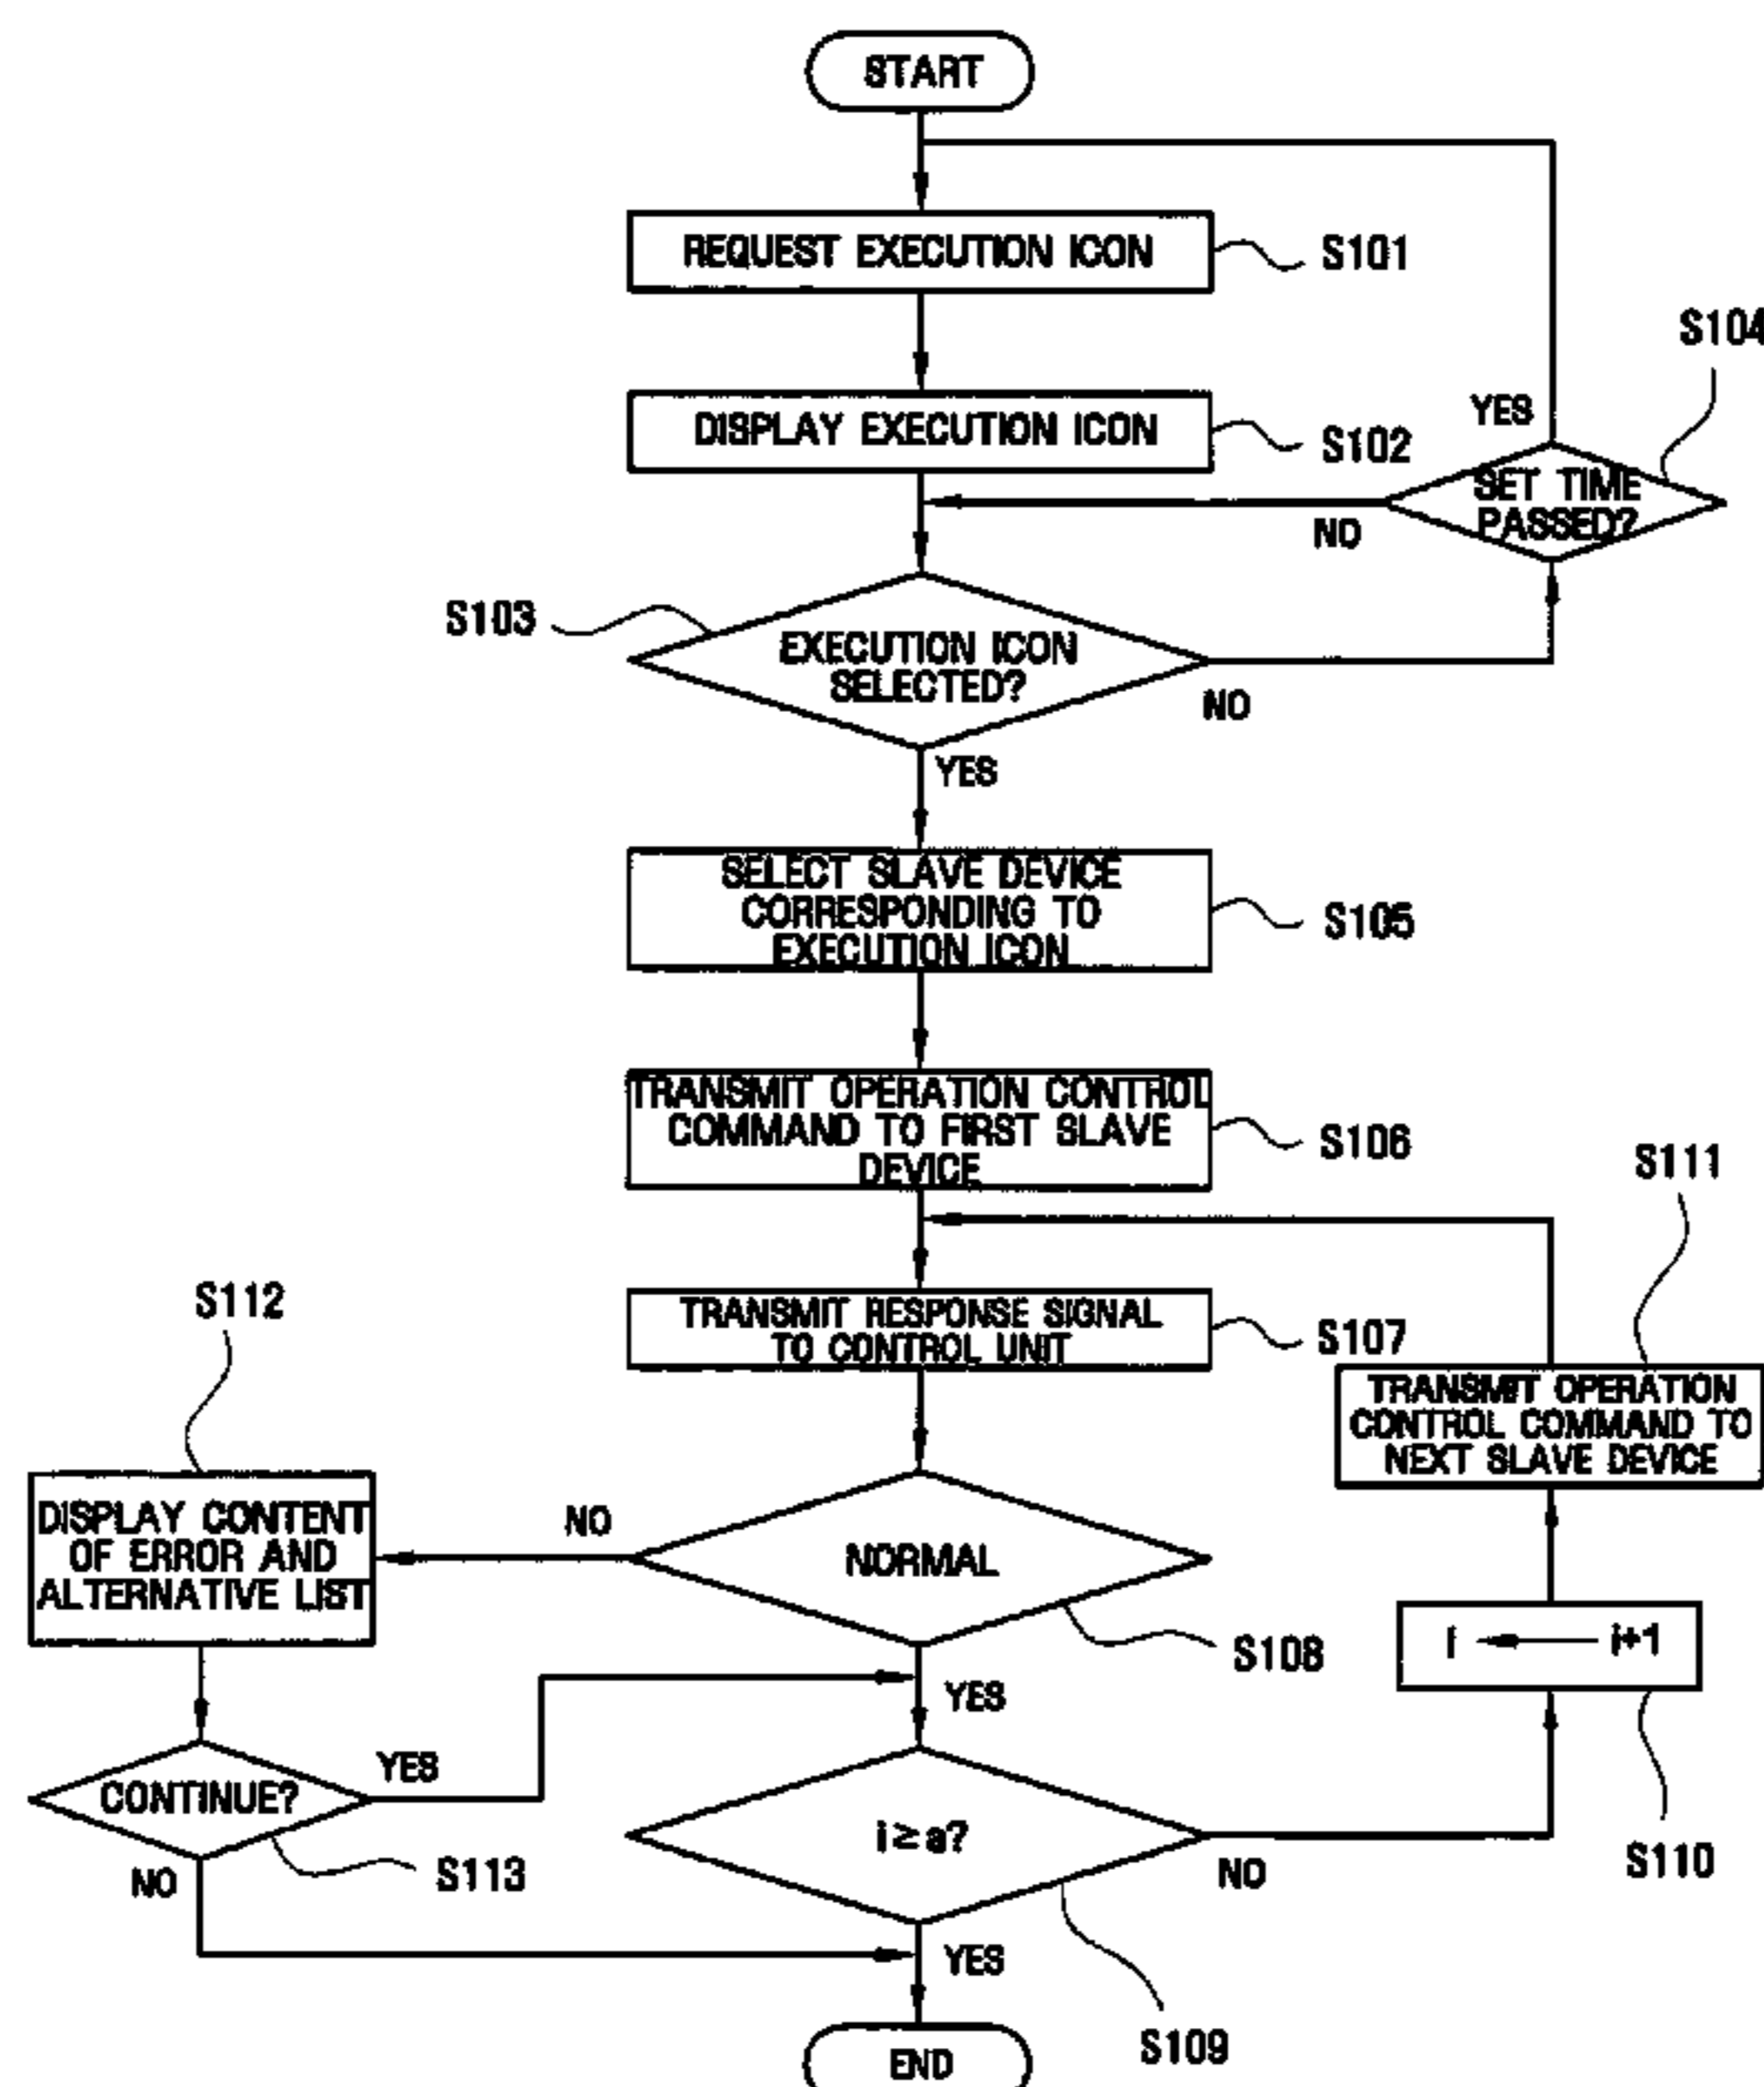 START
REQUEST EXECUTION ICON
S101
S104
DISPLAY EXECUTION ICON
S102
YES
SET TIME
PASSED?
NO
S103
EXECUTION ICON
SELECTED?
NO
YES
SELECT SLAVE DEVICE
CORRESPONDING TO
EXECUTION ICON
S105
TRANSMIT OPERATION CONTROL
COMMAND TO FIRST SLAVE
DEVICE
S106
S111
S112
TRANSMIT RESPONSE SIGNAL
TO CONTROL UNIT
S107
TRANSMIT OPERATION
CONTROL COMMAND TO
NEXT SLAVE DEVICE
DISPLAY CONTENT
OF ERROR AND
ALTERNATIVE LIST
NO
NORMAL
S108
i i+1
YES
CONTINUE?
YES
i ≥ a?
NO
S110
NO
S113
YES
S109
END